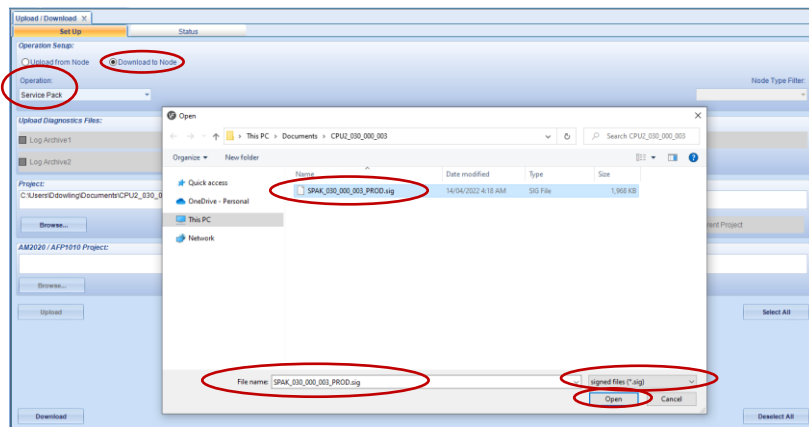 Upload / Download X
Set Up
Status
Operation Setup:
Upload from Node
Download to Node
Operation:
Node Type Filter:
Service Pack
Upload Diagnostics Files:
Log Archive1
Log Archive2
Project:
C:\Users\Ddowling\Documents\CPU2_030_0
Browse...
ent Project
AM2020 / AFP1010 Project:
Browse...
Upload
Select All
Download
Deselect All
Open
This PC > Documents > CPU2_030_000_003
Search CPU2_030_000_003
Organize
New folder
Name
Date modified
Type
Size
Quick access
OneDrive - Personal
This PC
Network
SPAK_030_000_003_PROD.sig
14/04/2022 4:18 AM
SIG File
1,968 KB
File name:
SPAK_030_000_003_PROD.sig
signed files (*.sig)
Open
Cancel